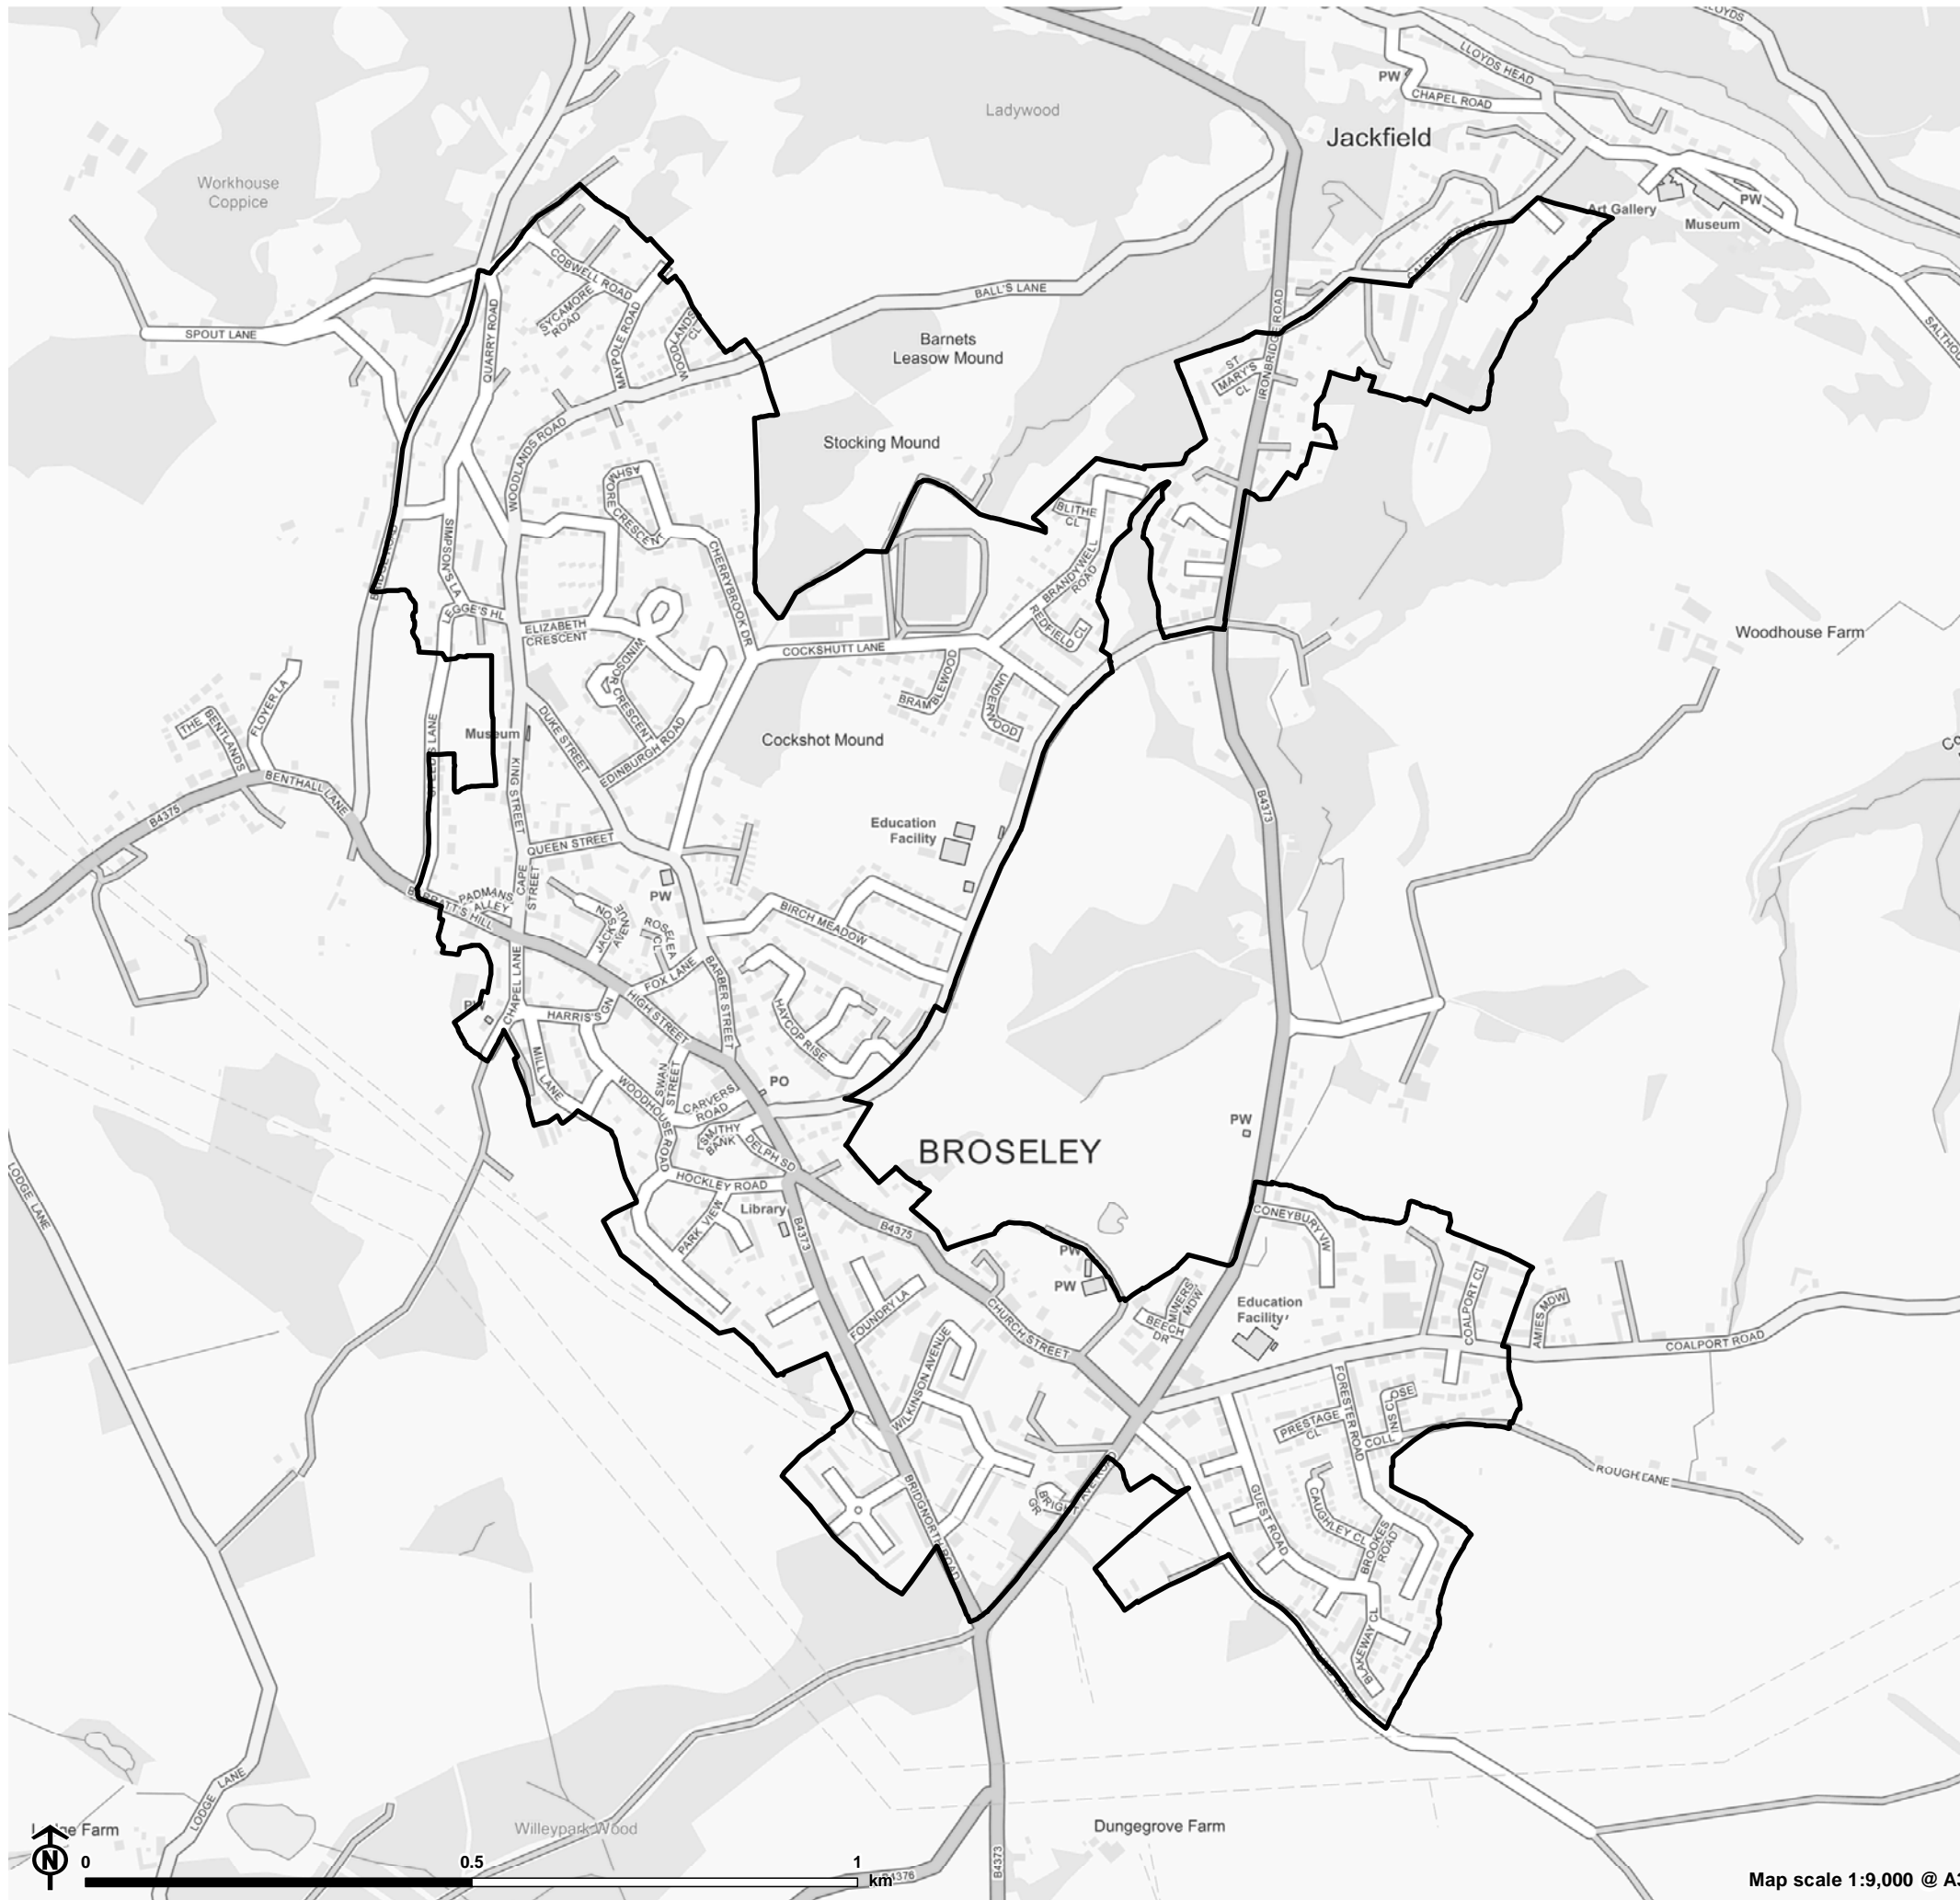 LLOYDS
LLOYDS HEAD
PW
CHAPEL ROAD
Ladywood
Jackfield
Workhouse
Coppice
PW
Art Gallery
Museum
COBWELL ROAD
SYCAMORE
ROAD
MAYPOLE ROAD
WOODLANDS
CL
QUARRY ROAD
SPOUT LANE
BALL'S LANE
IRONBRIDGE ROAD
Barnets
Leasow Mound
ST
MARY'S
CL
WOODLANDS ROAD
Stocking Mound
ASH
MORE
CRESCENT
BLITHE
CL
SIMPSON'S LA
CHERRYBROOK DR
BRANDYWELL
ROAD
LEGGE'S HL
ELIZABETH
CRESCENT
REDFIELD CL
Woodhouse Farm
COCKSHUTT LANE
WINDSOR CRESCENT
BRAMBLEWOOD
UNDERWOOD
FLOYER LA
THE BENTLANDS
Museum
DUKE STREET
EDINBURGH ROAD
Cockshot Mound
KING STREET
BENTHALL LANE
B4375
B4373
Education
Facility
QUEEN STREET
CAPE
STREET
PW
PADMANS
ALLEY
BARRATT'S HILL
JACKSON
AVENUE
ROSELEA
CL
BIRCH MEADOW
FOX LANE
BARBER STREET
CHAPEL LANE
HARRIS'S GN
HIGH STREET
HAYCOP RISE
MILL LANE
WOODHOUSE ROAD
SWAN
STREET
CARVERS
ROAD
PO
SMITHY
BANK
DELPH SD
BROSELEY
PW
HOCKLEY ROAD
PARK VIEW
Library
B4373
B4375
CONEYBURY VW
LODGE LANE
PW
PW
MINERS
MDW
BEECH
DR
Education
Facility
COALPORT CL
AMIES MDW
COALPORT ROAD
FOUNDRY LA
CHURCH STREET
WILKINSON AVENUE
FORESTER ROAD
PRESTAGE
CL
ROUGH LANE
BRIDGNORTH ROAD
GUEST ROAD
CAUGHLEY CL
BROOKES
ROAD
BLAKEWAY CL
LODGE LANE
Willeypark Wood
Dungegrove Farm
B4373
N
0
0.5
1
km
Map scale 1:9,000 @